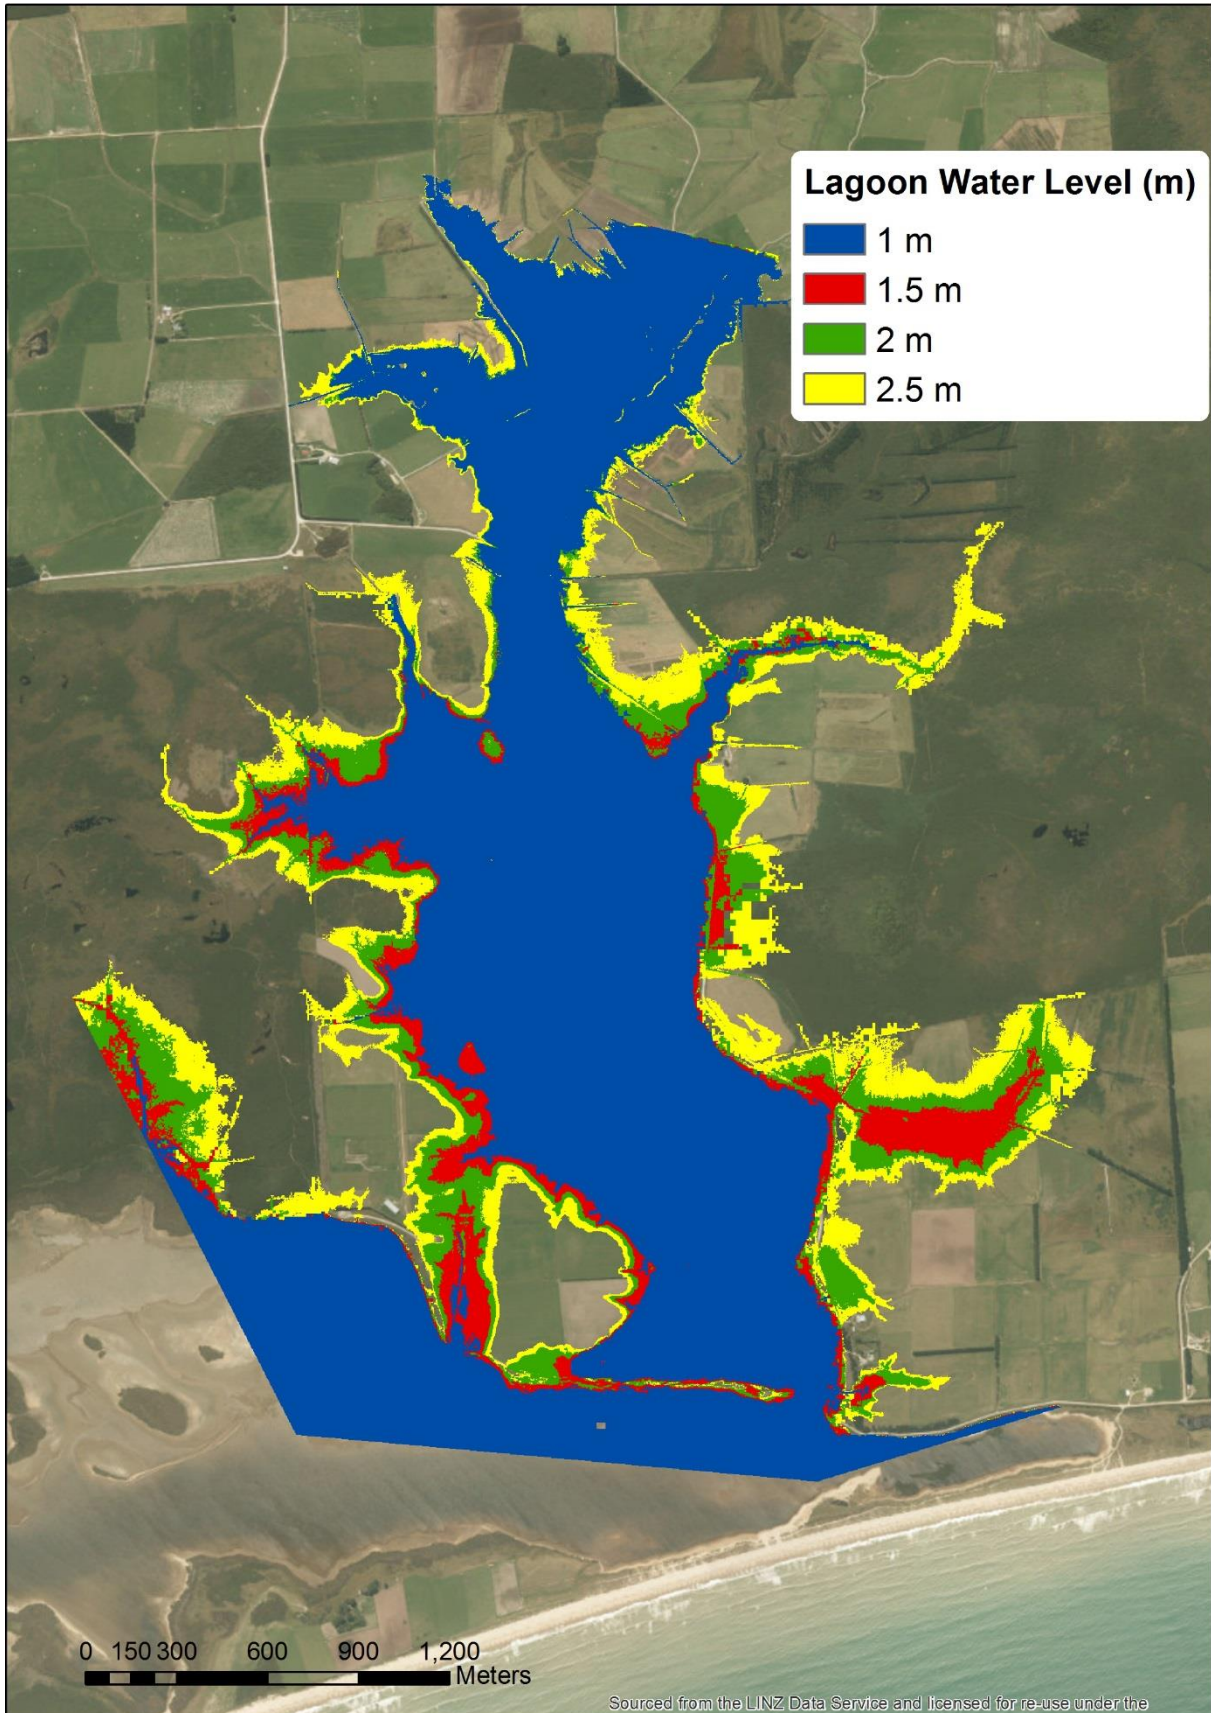 Lagoon Water Level (m)
1 m
1.5 m
2 m
2.5 m
0 150 300 600 900 1,200
Meters
Sourced from the LINZ Data Service and licensed for re-use under the